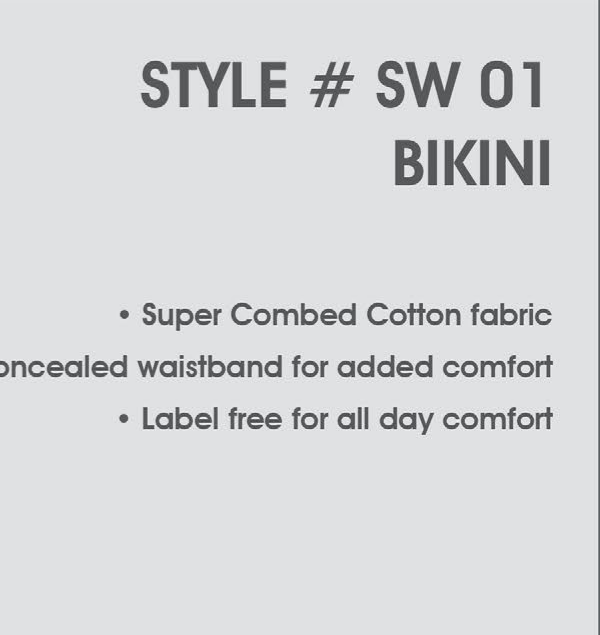 STYLE # SW 01
BIKINI
• Super Combed Cotton fabric
oncealed waistband for added comfort
• Label free for all day comfort